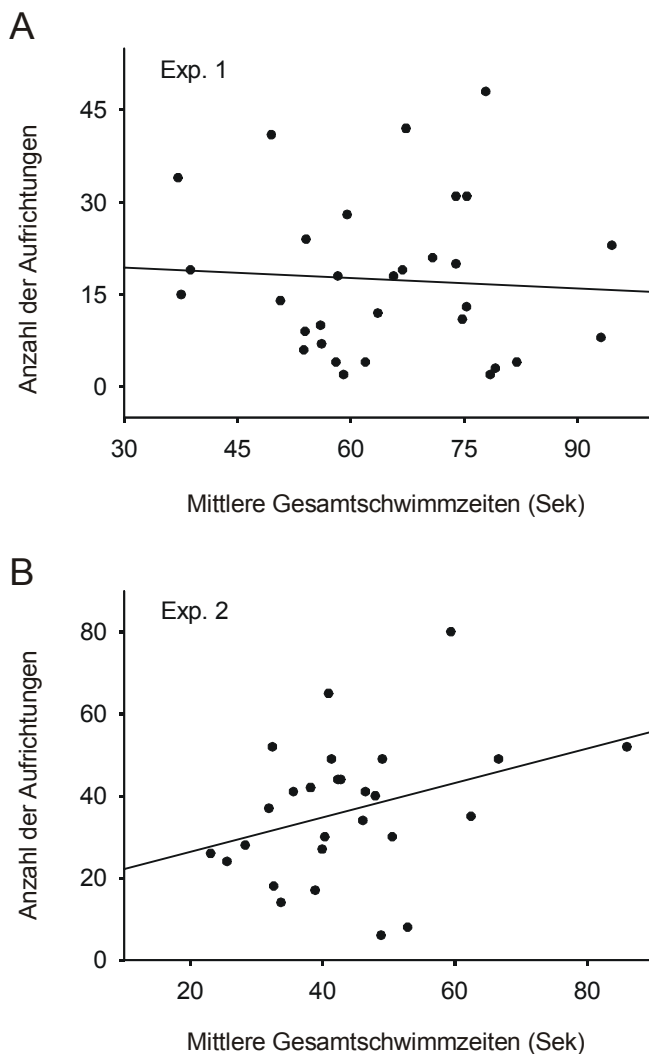 A
Exp. 1
Anzahl der Aufrichtungen
45
30
15
0
30 45 60 75 90
Mittlere Gesamtschwimmzeiten (Sek)
B
Exp. 2
Anzahl der Aufrichtungen
80
60
40
20
0
20 40 60 80
Mittlere Gesamtschwimmzeiten (Sek)